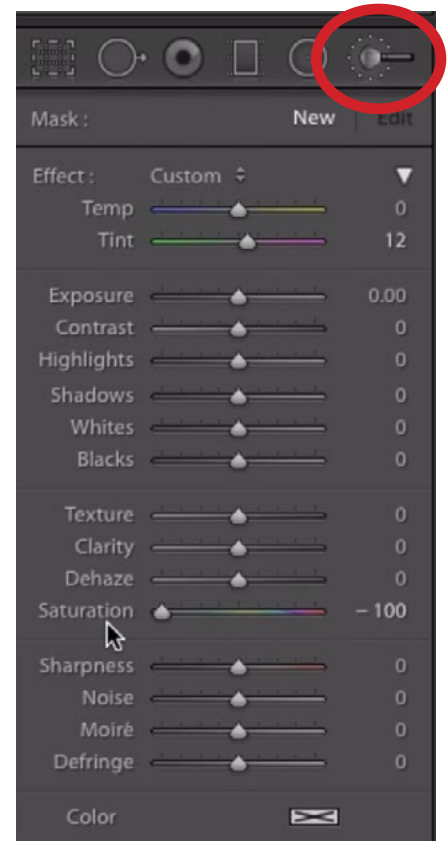 Mask : New Edit
Effect : Custom
Temp 0
Tint 12
Exposure 0.00
Contrast 0
Highlights 0
Shadows 0
Whites 0
Blacks 0
Texture 0
Clarity 0
Dehaze 0
Saturation – 100
Sharpness 0
Noise 0
Moiré 0
Defringe 0
Color